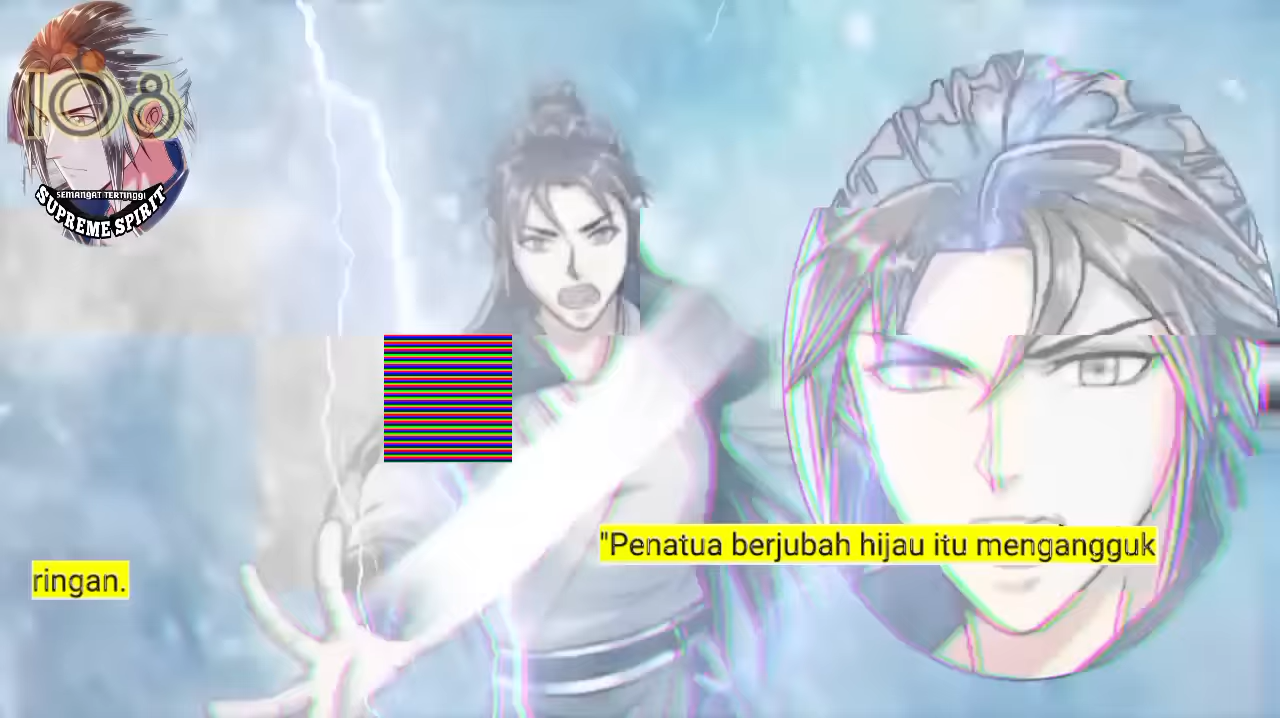 108
SEMANGAT TERTINGGI
SUPREME SPIRIT
"Penatua berjubah hijau itu mengangguk
ringan.